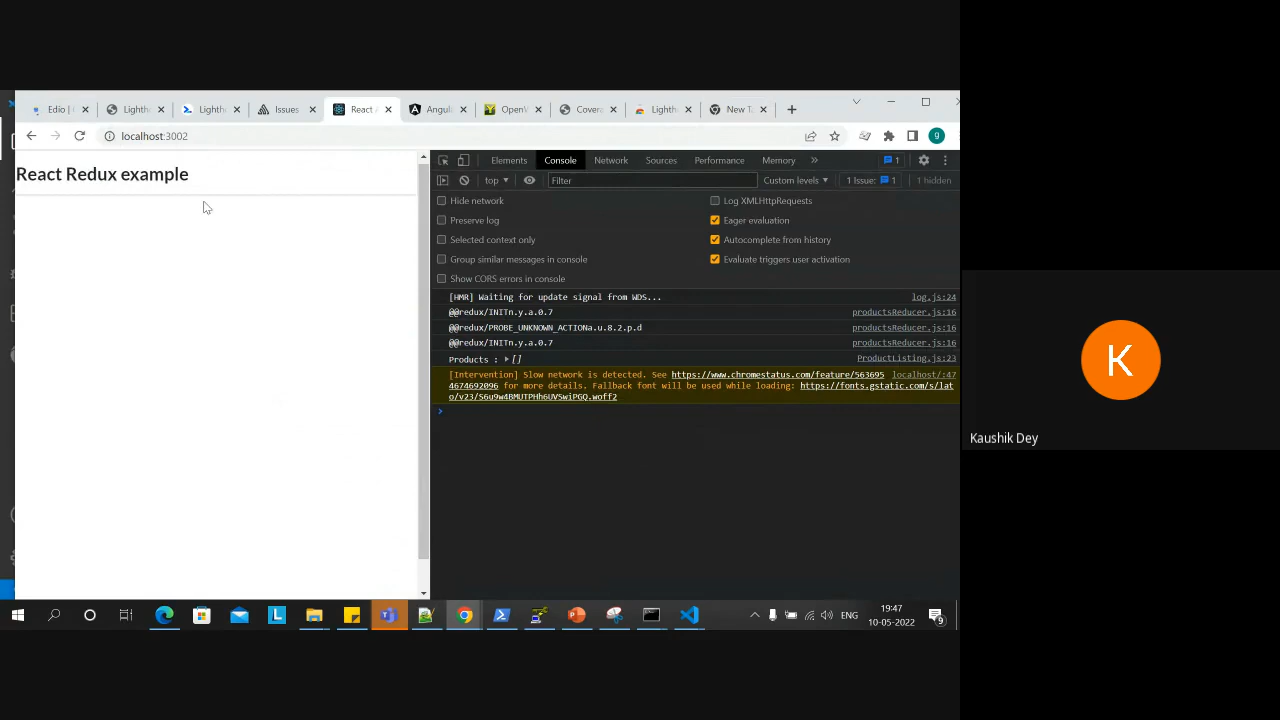 Edio |
Lighth
Lighth
Issues
React
Angul
OpenW
Covera
Lighth
New Ta
localhost:3002
React Redux example
Elements
Console
Network
Sources
Performance
Memory
1
top
Filter
Custom levels
1 Issue:
1
1 hidden
Hide network
Log XMLHttpRequests
Preserve log
Eager evaluation
Selected context only
Autocomplete from history
Group similar messages in console
Evaluate triggers user activation
Show CORS errors in console
[HMR] Waiting for update signal from WDS... log.js:24
@@redux/INITn.y.a.0.7 productsReducer.js:16
@@redux/PROBE_UNKNOWN_ACTIONa.u.8.2.p.d productsReducer.js:16
@@redux/INITn.y.a.0.7 productsReducer.js:16
Products : ▶[] ProductListing.js:23
[Intervention] Slow network is detected. See https://www.chromestatus.com/feature/563695 localhost/:47
4674692096 for more details. Fallback font will be used while loading: https://fonts.gstatic.com/s/lat
o/v23/S6u9w4BMUTPHh6UVSwiPGQ.woff2
K
Kaushik Dey
L
ENG
19:47
10-05-2022
9